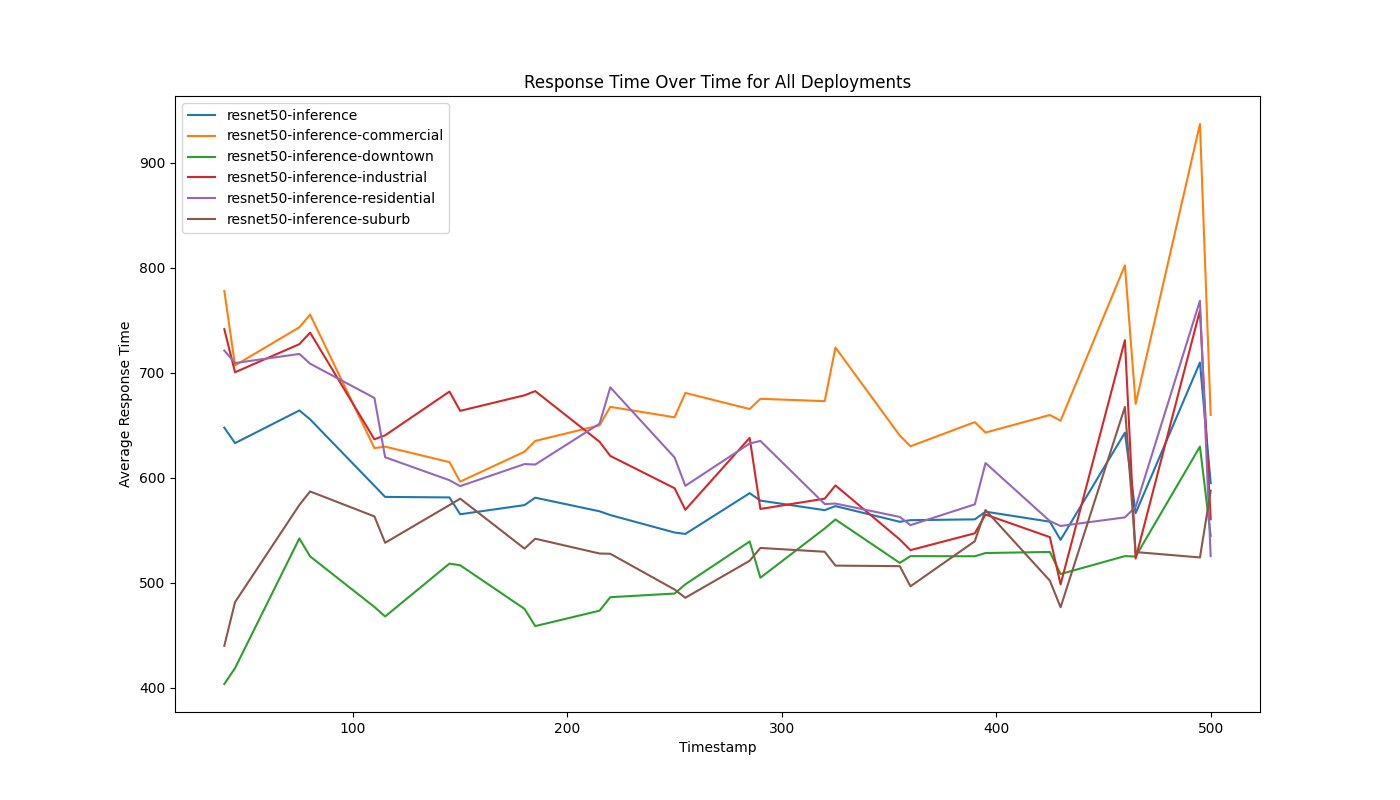 Response Time Over Time for All Deployments
resnet50-inference
resnet50-inference-commercial
resnet50-inference-downtown
resnet50-inference-industrial
resnet50-inference-residential
resnet50-inference-suburb
900
800
700
600
500
400
Average Response Time
100 200 300 400 500
Timestamp